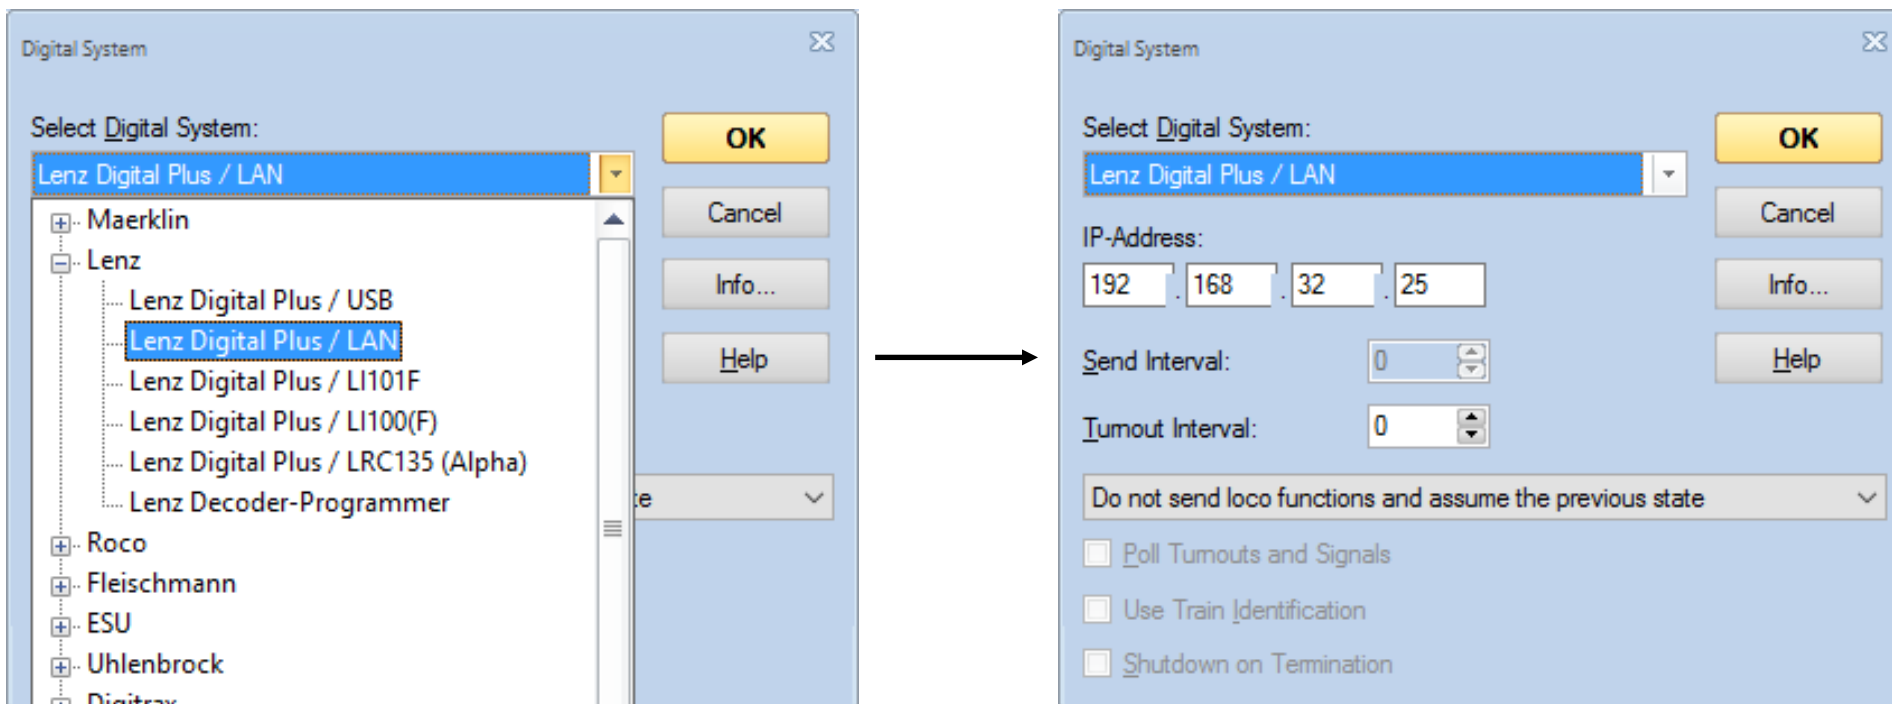 Digital System
Select Digital System:
Lenz Digital Plus / LAN
Maerklin
Lenz
Lenz Digital Plus / USB
Lenz Digital Plus / LAN
Lenz Digital Plus / LI101F
Lenz Digital Plus / LI100(F)
Lenz Digital Plus / LRC135 (Alpha)
Lenz Decoder-Programmer
Roco
Fleischmann
ESU
Uhlenbrock
Digitrax
OK
Cancel
Info...
Help
Digital System
Select Digital System:
Lenz Digital Plus / LAN
IP-Address:
192 . 168 . 32 . 25
Send Interval: 0
Turnout Interval: 0
Do not send loco functions and assume the previous state
Poll Turnouts and Signals
Use Train Identification
Shutdown on Termination
OK
Cancel
Info...
Help